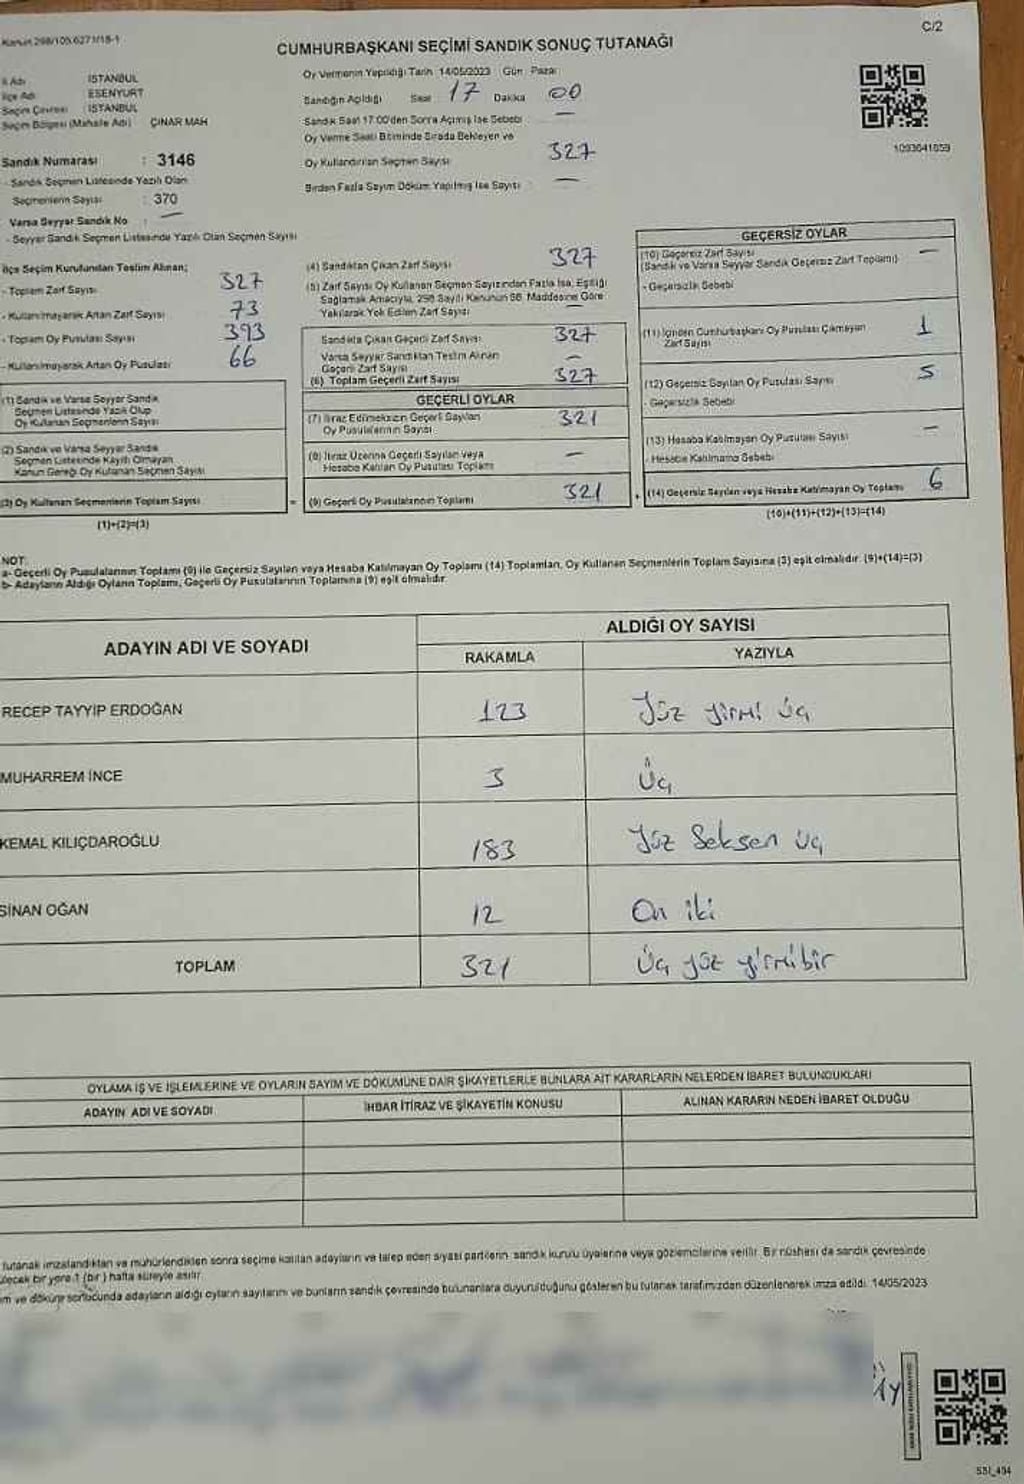 Kanun 298/105,6271/18-1
C/2
CUMHURBAŞKANI SEÇİMİ SANDIK SONUÇ TUTANAĞI
İl Adı İSTANBUL
İlçe Adı ESENYURT
Seçim Çevresi İSTANBUL
Seçim Bölgesi (Mahalle Adı) ÇINAR MAH
Sandık Numarası : 3146
- Sandık Seçmen Listesinde Yazılı Olan
Seçmenlerin Sayısı : 370
Varsa Seyyar Sandık No : —
- Seyyar Sandık Seçmen Listesinde Yazılı Olan Seçmen Sayısı
Oy Vermenin Yapıldığı Tarih 14/05/2023 Gün Pazar
Sandığın Açıldığı Saat : 17 Dakika 00
Sandık Saat 17:00'den Sonra Açılmış İse Sebebi —
Oy Verme Saati Bitiminde Sırada Bekleyen ve
Oy Kullandırılan Seçmen Sayısı 327
Birden Fazla Sayım Döküm Yapılmış İse Sayısı —
1093641659
İlçe Seçim Kurulundan Teslim Alınan;
- Toplam Zarf Sayısı 327
- Kullanılmayarak Artan Zarf Sayısı 73
- Toplam Oy Pusulası Sayısı 393
- Kullanılmayarak Artan Oy Pusulası 66
(1) Sandık ve Varsa Seyyar Sandık
Seçmen Listesinde Yazılı Olup
Oy Kullanan Seçmenlerin Sayısı
(2) Sandık ve Varsa Seyyar Sandık
Seçmen Listesinde Kayıtlı Olmayan
Kanun Gereği Oy Kullanan Seçmen Sayısı
(3) Oy Kullanan Seçmenlerin Toplam Sayısı
=
(1)+(2)=(3)
(4) Sandıktan Çıkan Zarf Sayısı 327
(5) Zarf Sayısı Oy Kullanan Seçmen Sayısından Fazla İse, Eşitliği
Sağlamak Amacıyla, 298 Sayılı Kanunun 98. Maddesine Göre
Yakılarak Yok Edilen Zarf Sayısı —
Sandıkta Çıkan Geçerli Zarf Sayısı 327
Varsa Seyyar Sandıktan Teslim Alınan
Geçerli Zarf Sayısı —
(6) Toplam Geçerli Zarf Sayısı 327
GEÇERLİ OYLAR
(7) İtiraz Edilmeksizin Geçerli Sayılan
Oy Pusulalarının Sayısı 321
(8) İtiraz Üzerine Geçerli Sayılan veya
Hesaba Katılan Oy Pusulası Toplamı —
(9) Geçerli Oy Pusulalarının Toplamı 321
+
GEÇERSİZ OYLAR
(10) Geçersiz Zarf Sayısı —
(Sandık ve Varsa Seyyar Sandık Geçersiz Zarf Toplamı)
- Geçersizlik Sebebi
(11) İçinden Cumhurbaşkanı Oy Pusulası Çıkmayan
Zarf Sayısı 1
(12) Geçersiz Sayılan Oy Pusulası Sayısı 5
- Geçersizlik Sebebi
(13) Hesaba Katılmayan Oy Pusulası Sayısı —
- Hesaba Katılmama Sebebi
(14) Geçersiz Sayılan veya Hesaba Katılmayan Oy Toplamı 6
(10)+(11)+(12)+(13)=(14)
NOT:
a- Geçerli Oy Pusulalarının Toplamı (9) ile Geçersiz Sayılan veya Hesaba Katılmayan Oy Toplamı (14) Toplamları, Oy Kullanan Seçmenlerin Toplam Sayısına (3) eşit olmalıdır. (9)+(14)=(3)
b- Adayların Aldığı Oyların Toplamı, Geçerli Oy Pusulalarının Toplamına (9) eşit olmalıdır.
ADAYIN ADI VE SOYADI ALDIĞI OY SAYISI
RAKAMLA YAZIYLA
RECEP TAYYİP ERDOĞAN 123 Yüz yirmi üç
MUHARREM İNCE 3 Üç
KEMAL KILIÇDAROĞLU 183 Yüz Seksen üç
SİNAN OĞAN 12 On iki
TOPLAM 321 Üç yüz yirmibir
OYLAMA İŞ VE İŞLEMLERİNE VE OYLARIN SAYIM VE DÖKÜMÜNE DAİR ŞİKAYETLERLE BUNLARA AİT KARARLARIN NELERDEN İBARET BULUNDUKLARI
ADAYIN ADI VE SOYADI İHBAR İTİRAZ VE ŞİKAYETİN KONUSU ALINAN KARARIN NEDEN İBARET OLDUĞU
tutanak imzalandıktan ve mühürlendikten sonra seçime katılan adayların ve talep eden siyasi partilerin, sandık kurulu üyelerine veya gözlemcilerine verilir. Bir nüshası da sandık çevresinde
bir yere 1 (bir) hafta süreyle asılır.
ve döküm sonucunda adayların aldığı oyların sayılarını ve bunların sandık çevresinde bulunanlara duyurulduğunu gösteren bu tutanak tarafımızdan düzenlenerek imza edildi. 14/05/2023